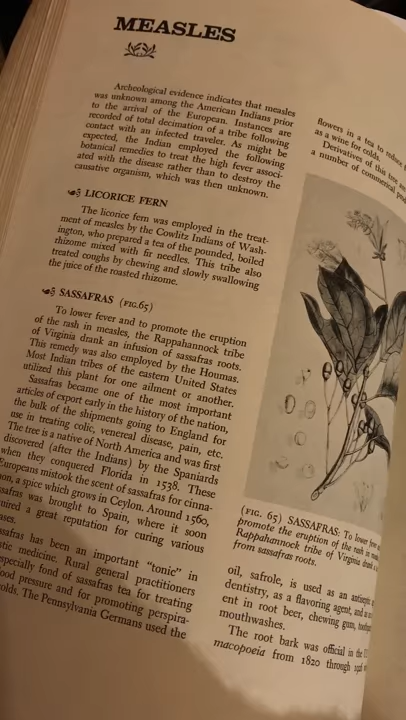 MEASLES
Archeological evidence indicates that measles
was unknown among the American Indians prior
to the arrival of the European. Instances are
recorded of total decimation of a tribe following
contact with an infected traveler. As might be
expected, the Indian employed the following
botanical remedies to treat the high fever associ-
ated with the disease rather than to destroy the
causative organism, which was then unknown.
LICORICE FERN
The licorice fern was employed in the treat-
ment of measles by the Cowlitz Indians of Wash-
ington, who prepared a tea of the pounded, boiled
rhizome mixed with fir needles. This tribe also
treated coughs by chewing and slowly swallowing
the juice of the roasted rhizome.
SASSAFRAS (FIG. 65)
To lower fever and to promote the eruption
of the rash in measles, the Rappahannock tribe
of Virginia drank an infusion of sassafras roots.
This remedy was also employed by the Houmas.
Most Indian tribes of the eastern United States
utilized this plant for one ailment or another.
Sassafras became one of the most important
articles of export early in the history of the nation,
the bulk of the shipments going to England for
use in treating colic, venereal disease, pain, etc.
The tree is a native of North America and was first
discovered (after the Indians) by the Spaniards
when they conquered Florida in 1538. These
Europeans mistook the scent of sassafras for cinna-
on, a spice which grows in Ceylon. Around 1560,
ssafras was brought to Spain, where it soon
uired a great reputation for curing various
ases.
ssafras has been an important "tonic" in
stic medicine. Rural general practitioners
specially fond of sassafras tea for treating
ood pressure and for promoting perspira-
olds. The Pennsylvania Germans used the
flowers in a tea to reduce
as a wine for colds.
Derivatives of this tree are
a number of commercial prod
(FIG. 65) SASSAFRAS: To lower fever
promote the eruption of the rash in
Rappahannock tribe of Virginia drank
from sassafras roots.
oil, safrole, is used as an antiseptic
dentistry, as a flavoring agent, and as
ent in root beer, chewing gum,
mouthwashes.
The root bark was official in the
macopoeia from 1820 through